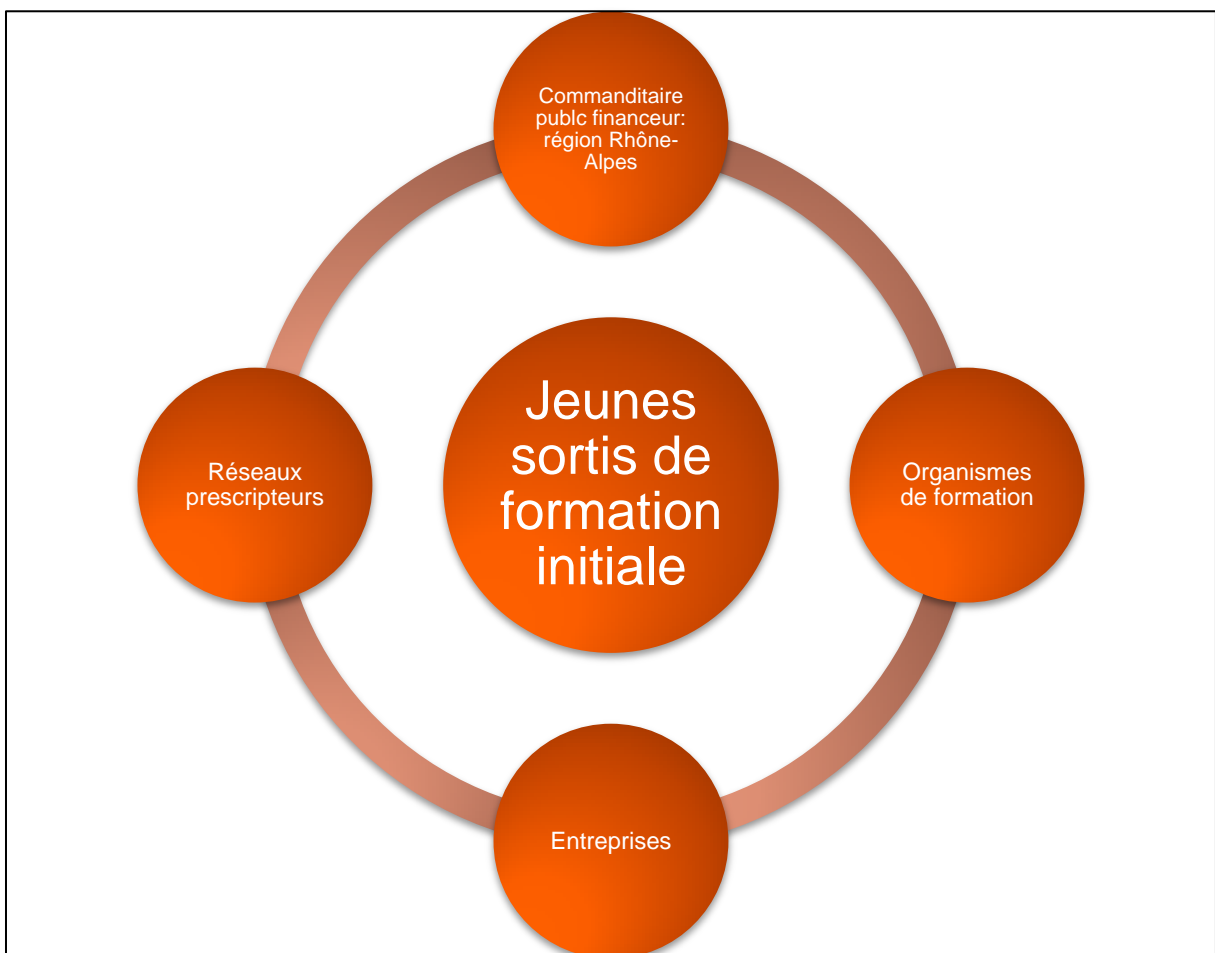 Commanditaire
publc financeur:
région Rhône-
Alpes
Jeunes
sortis de
formation
initiale
Réseaux
prescripteurs
Organismes
de formation
Entreprises